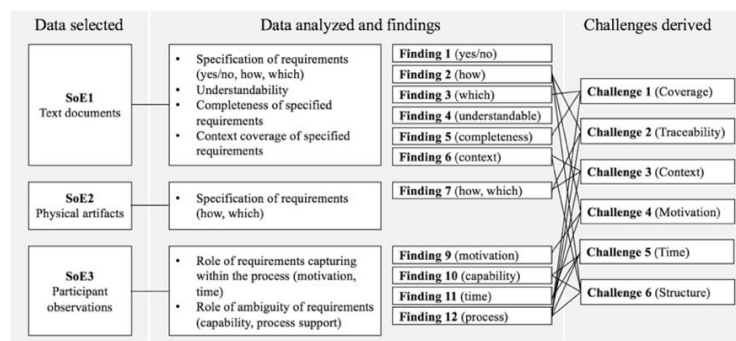 Data selected
Data analyzed and findings
Challenges derived
SoE1
Text documents
• Specification of requirements
(yes/no, how, which)
• Understandability
• Completeness of specified
requirements
• Context coverage of specified
requirements
Finding 1 (yes/no)
Finding 2 (how)
Finding 3 (which)
Finding 4 (understandable)
Finding 5 (completeness)
Finding 6 (context)
SoE2
Physical artifacts
• Specification of requirements
(how, which)
Finding 7 (how, which)
SoE3
Participant
observations
• Role of requirements capturing
within the process (motivation,
time)
• Role of ambiguity of requirements
(capability, process support)
Finding 9 (motivation)
Finding 10 (capability)
Finding 11 (time)
Finding 12 (process)
Challenge 1 (Coverage)
Challenge 2 (Traceability)
Challenge 3 (Context)
Challenge 4 (Motivation)
Challenge 5 (Time)
Challenge 6 (Structure)